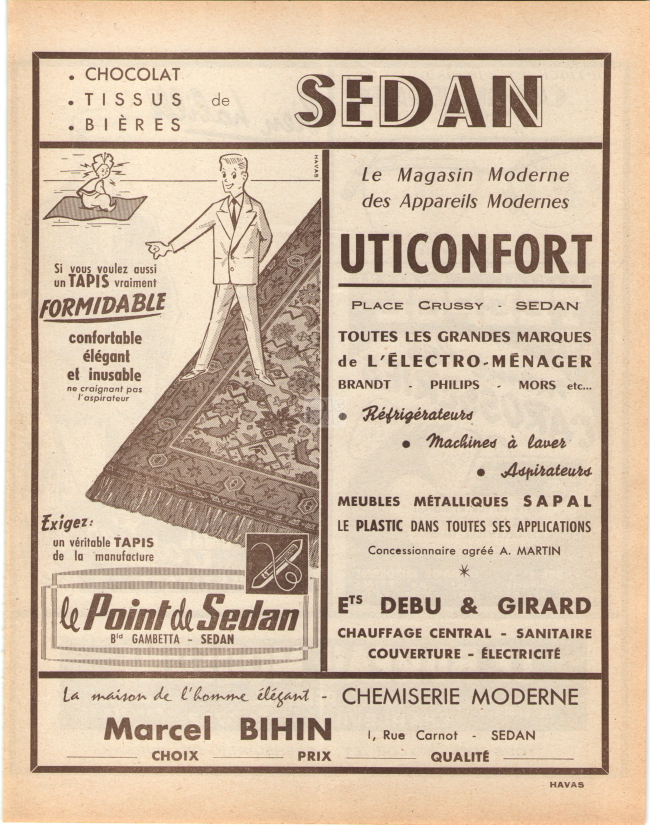 • CHOCOLAT
• TISSUS de SEDAN
• BIÈRES
HAVAS
Si vous voulez aussi
un TAPIS vraiment
FORMIDABLE
confortable
élégant
et inusable
ne craignant pas
l'aspirateur
Exigez:
un véritable TAPIS
de la manufacture
le Point de Sedan
Bld GAMBETTA - SEDAN
Le Magasin Moderne
des Appareils Modernes
UTICONFORT
PLACE CRUSSY - SEDAN
TOUTES LES GRANDES MARQUES
de L'ÉLECTRO-MÉNAGER
BRANDT - PHILIPS - MORS etc...
• Réfrigérateurs
• Machines à laver
• Aspirateurs
MEUBLES MÉTALLIQUES SAPAL
LE PLASTIC DANS TOUTES SES APPLICATIONS
Concessionnaire agréé A. MARTIN
*
ETS DEBU & GIRARD
CHAUFFAGE CENTRAL - SANITAIRE
COUVERTURE - ÉLECTRICITÉ
La maison de l'homme élégant - CHEMISERIE MODERNE
Marcel BIHIN 1, Rue Carnot - SEDAN
CHOIX PRIX QUALITÉ
HAVAS